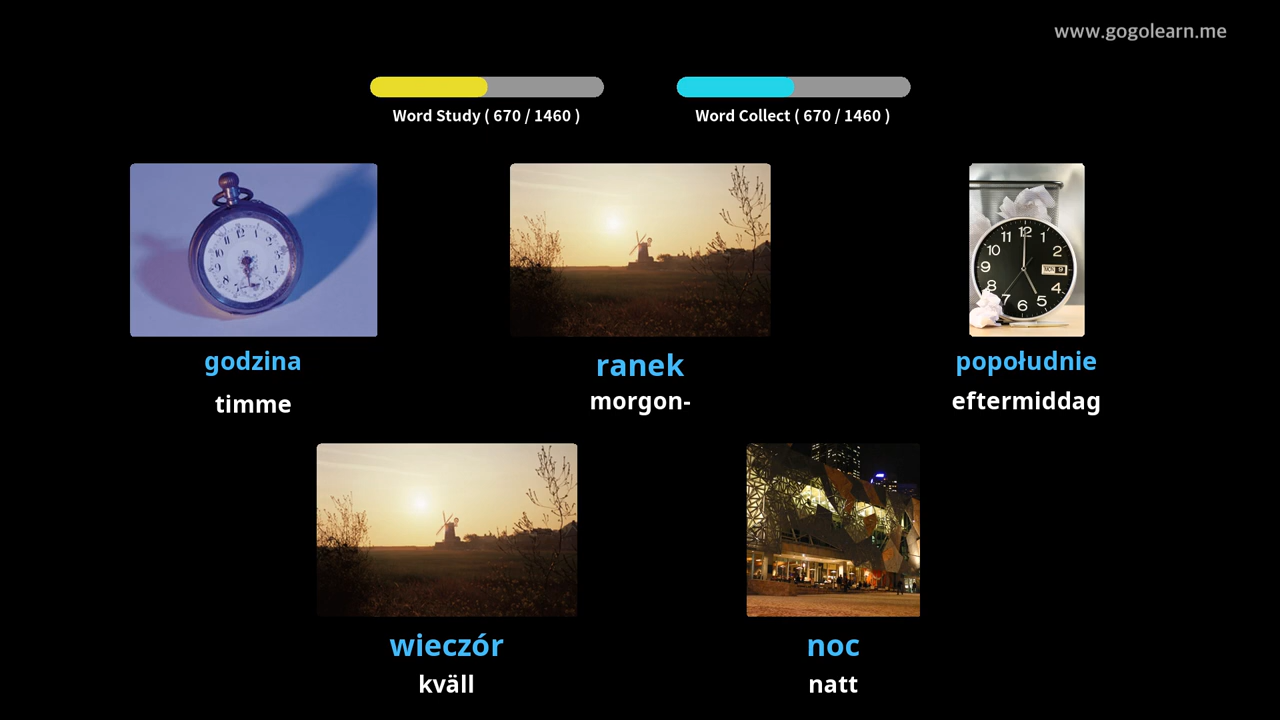 www.gogolearn.me
Word Study ( 670 / 1460 )
Word Collect ( 670 / 1460 )
godzina
timme
ranek
morgon-
popołudnie
eftermiddag
wieczór
kväll
noc
natt